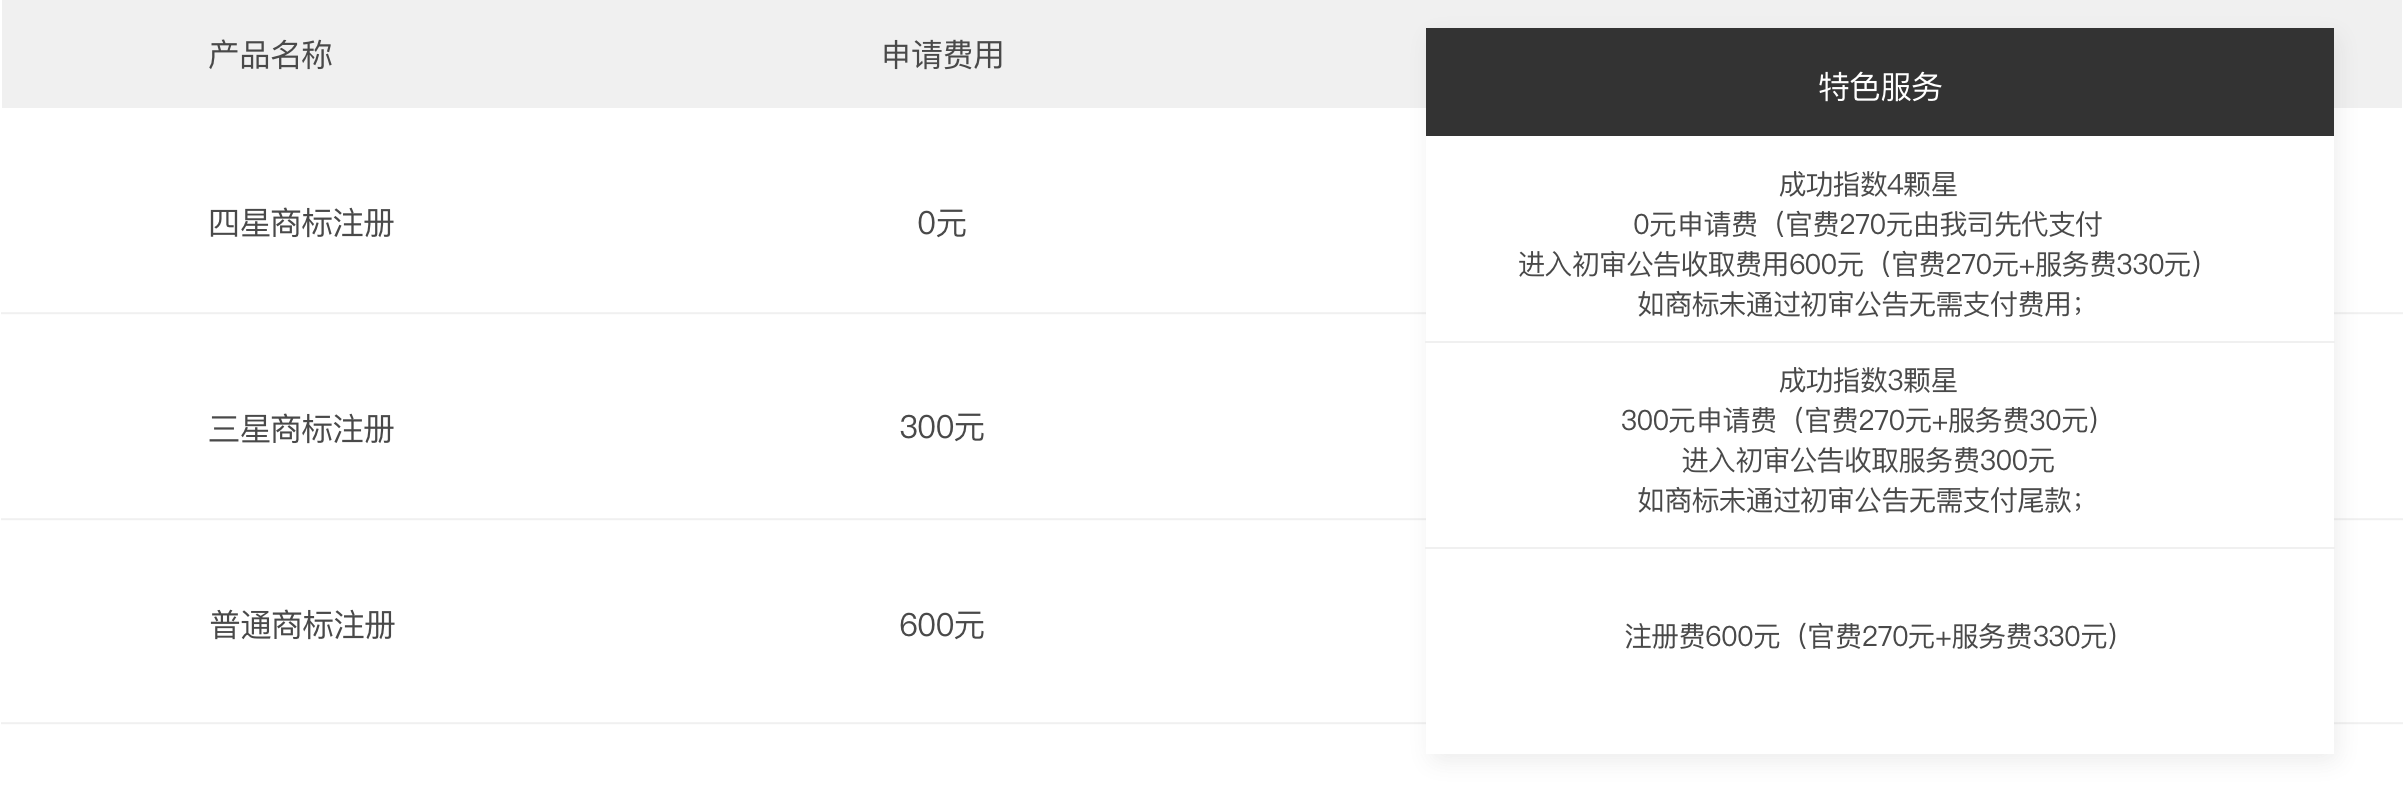 产品名称
申请费用
特色服务
四星商标注册
0元
成功指数4颗星
0元申请费（官费270元由我司先代支付
进入初审公告收取费用600元（官费270元+服务费330元）
如商标未通过初审公告无需支付费用；
三星商标注册
300元
成功指数3颗星
300元申请费（官费270元+服务费30元）
进入初审公告收取服务费300元
如商标未通过初审公告无需支付尾款；
普通商标注册
600元
注册费600元（官费270元+服务费330元）